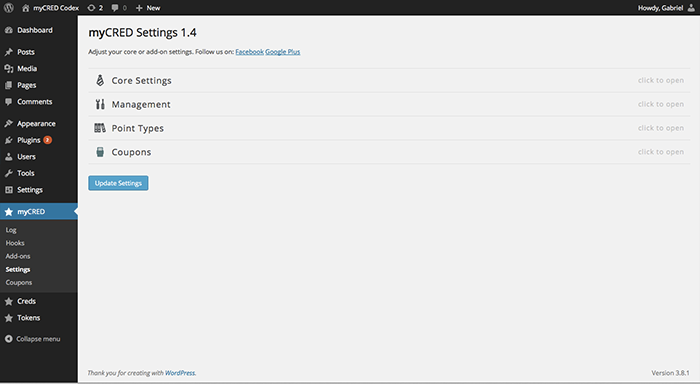 myCRED Codex 2 0 + New Howdy, Gabriel
Dashboard
Posts
Media
Pages
Comments
Appearance
Plugins 3
Users
Tools
Settings
myCRED
Log
Hooks
Add-ons
Settings
Coupons
Creds
Tokens
Collapse menu
myCRED Settings 1.4
Adjust your core or add-on settings. Follow us on: Facebook Google Plus
Core Settings click to open
Management click to open
Point Types click to open
Coupons click to open
Update Settings
Thank you for creating with WordPress. Version 3.8.1